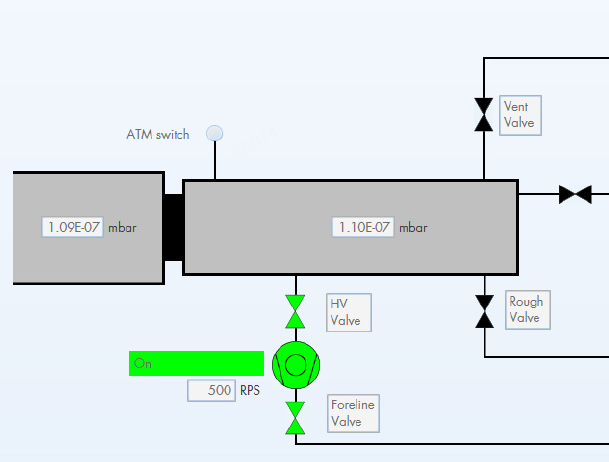 Vent
Valve
ATM switch
1.09E-07 mbar
1.10E-07 mbar
HV
Valve
Rough
Valve
On
500 RPS
Foreline
Valve